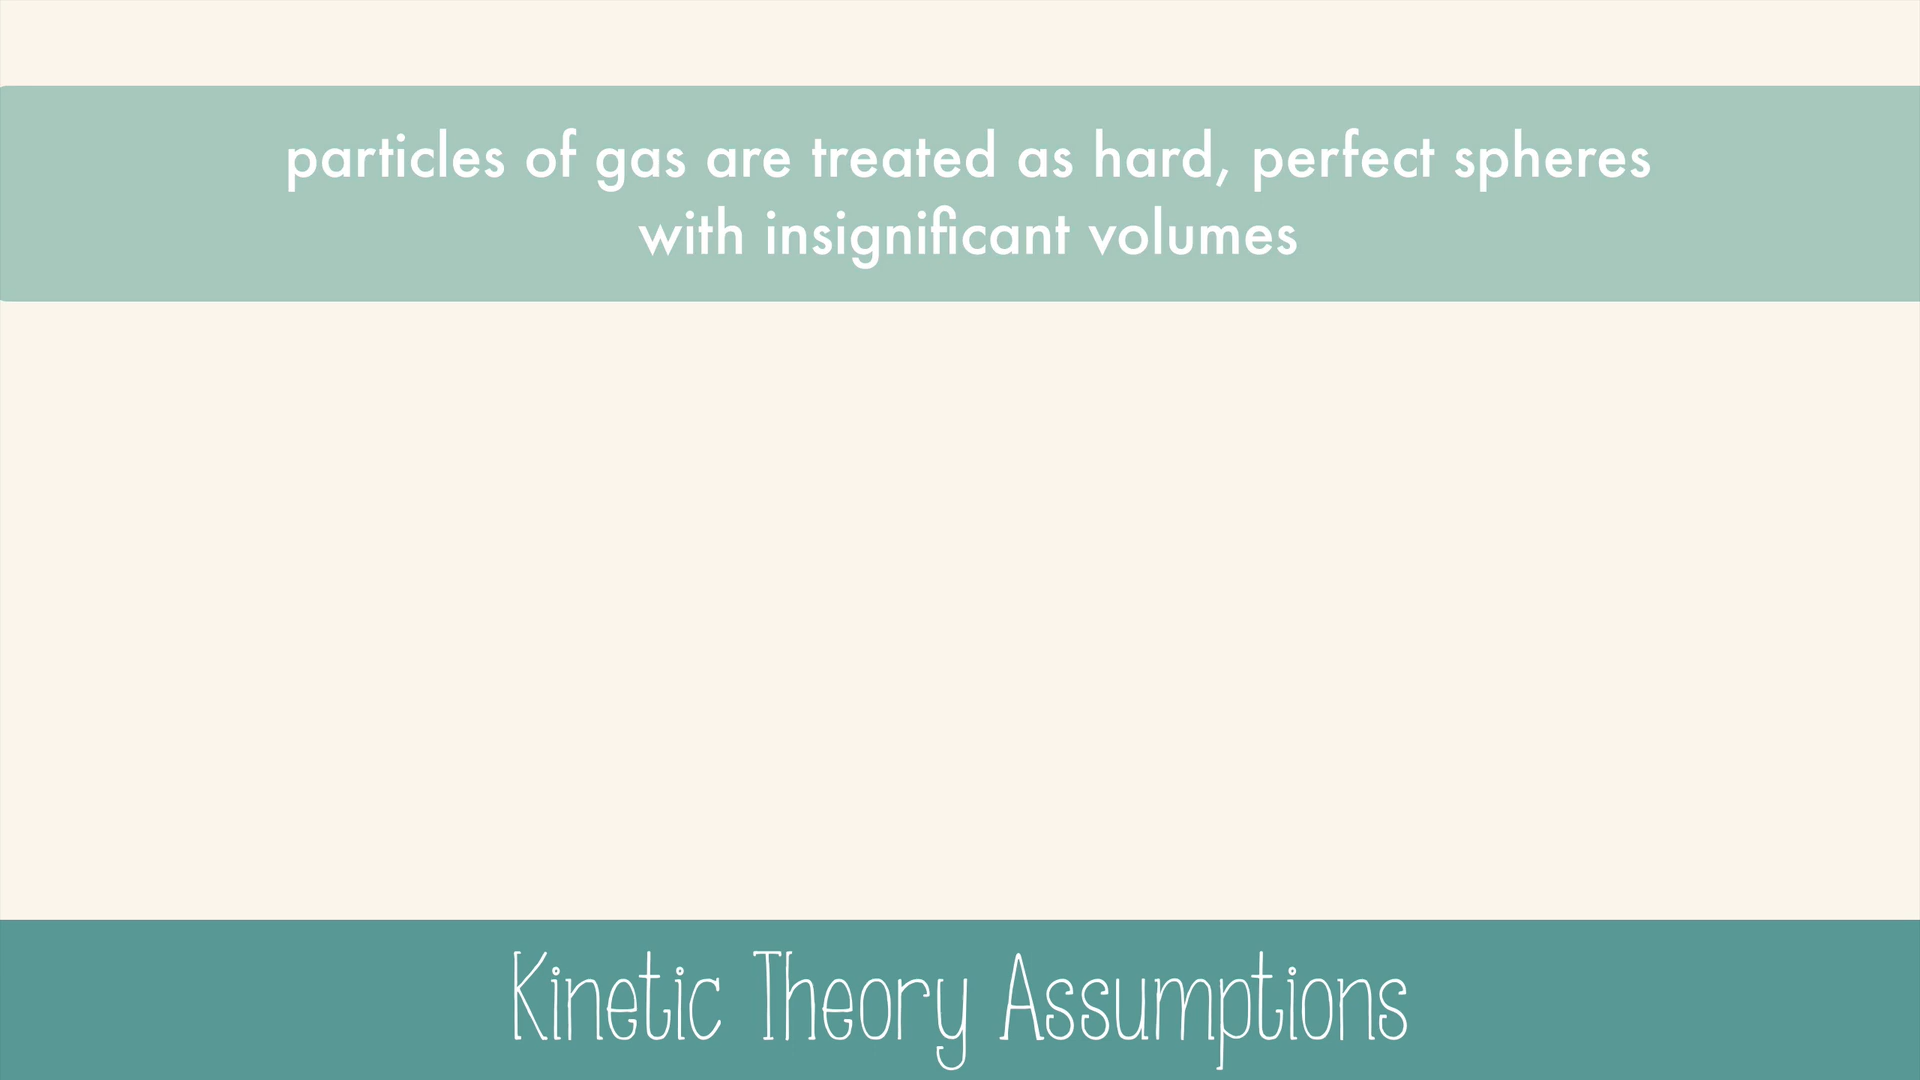 particles of gas are treated as hard, perfect spheres
with insignificant volumes
Kinetic Theory Assumptions